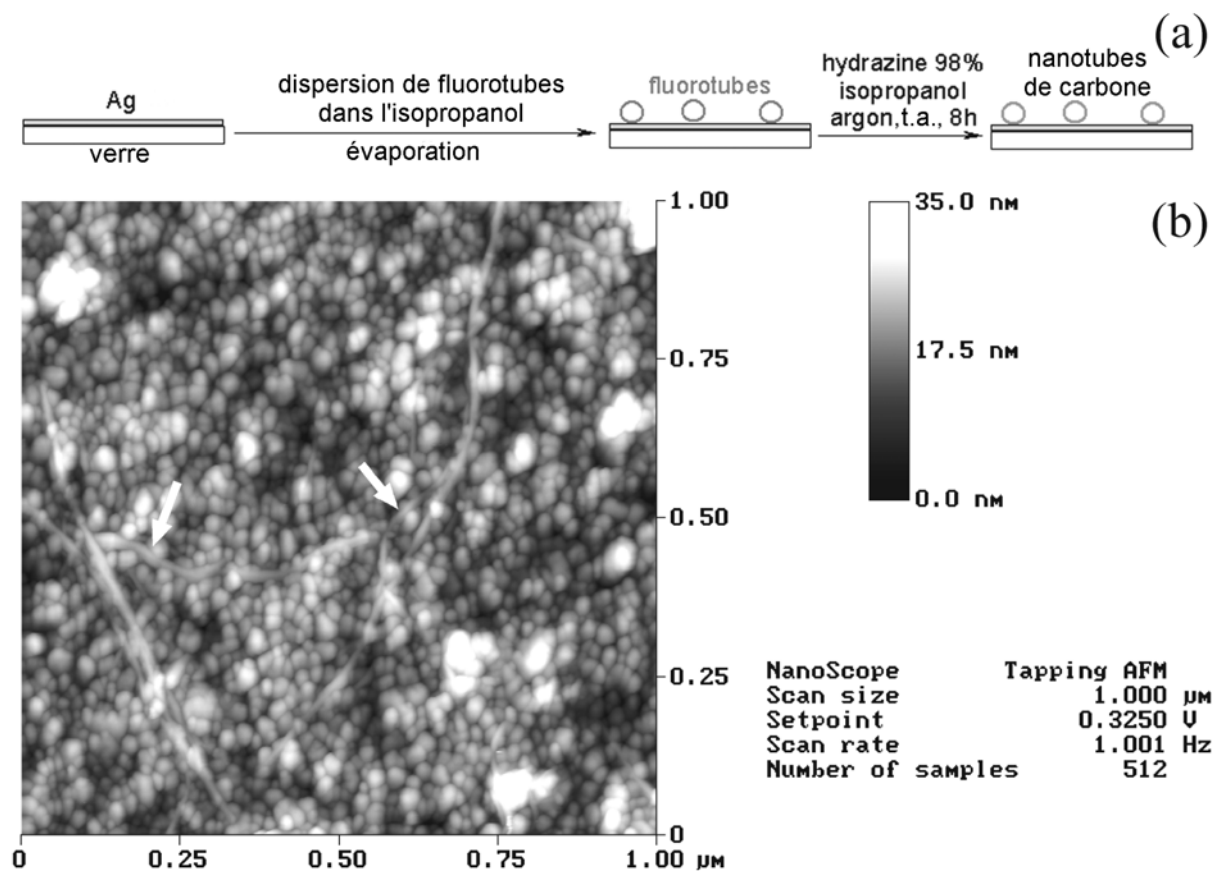 (a)
Ag
verre
dispersion de fluorotubes
dans l'isopropanol
évaporation
fluorotubes
hydrazine 98%
isopropanol
argon,t.a., 8h
nanotubes
de carbone
(b)
35.0 nM
17.5 nM
0.0 nM
1.00
0.75
0.50
0.25
0
0 0.25 0.50 0.75 1.00 µM
NanoScope Tapping AFM
Scan size 1.000 µM
Setpoint 0.3250 V
Scan rate 1.001 Hz
Number of samples 512